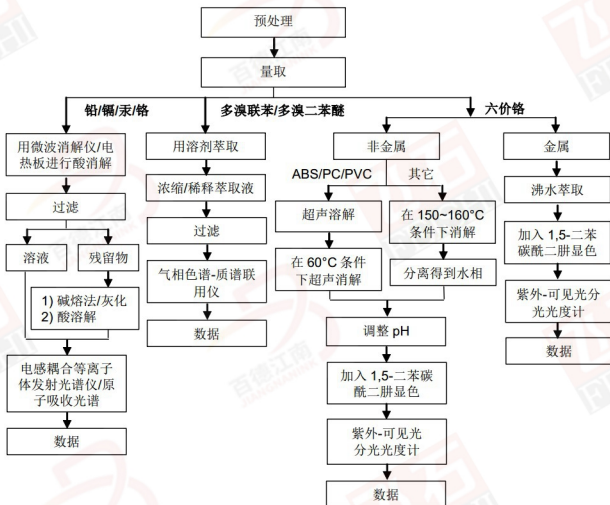 预处理
量取
铅/镉/汞/铬
多溴联苯/多溴二苯醚
六价铬
用微波消解仪/电
热板进行酸消解
过滤
溶液
残留物
1) 碱熔法/灰化
2) 酸溶解
电感耦合等离子
体发射光谱仪/原
子吸收光谱
数据
用溶剂萃取
浓缩/稀释萃取液
过滤
气相色谱-质谱联
用仪
数据
非金属
ABS/PC/PVC
其它
超声溶解
在 60°C 条件
下超声消解
在 150~160°C
条件下消解
分离得到水相
调整 pH
加入 1,5-二苯碳
酰二肼显色
紫外-可见光
分光光度计
数据
金属
沸水萃取
加入 1,5-二苯
碳酰二肼显色
紫外-可见光分
光光度计
数据
百德江南
JIANGNANHUI
百德江南